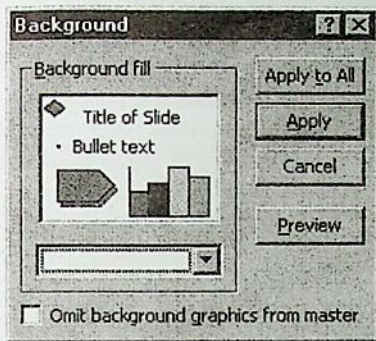 Background
Background fill
Title of Slide
• Bullet text
Apply to All
Apply
Cancel
Preview
Omit background graphics from master